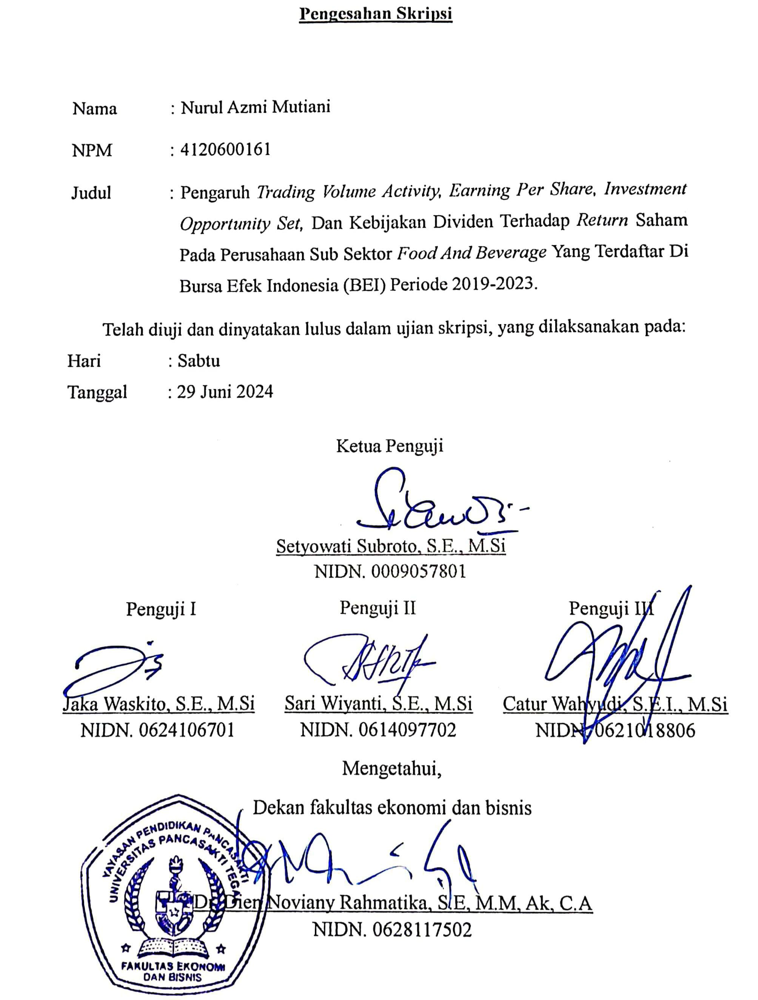 Pengesahan Skripsi
Nama : Nurul Azmi Mutiani
NPM : 4120600161
Judul : Pengaruh Trading Volume Activity, Earning Per Share, Investment
Opportunity Set, Dan Kebijakan Dividen Terhadap Return Saham
Pada Perusahaan Sub Sektor Food And Beverage Yang Terdaftar Di
Bursa Efek Indonesia (BEI) Periode 2019-2023.
Telah diuji dan dinyatakan lulus dalam ujian skripsi, yang dilaksanakan pada:
Hari : Sabtu
Tanggal : 29 Juni 2024
Ketua Penguji
Setyowati Subroto, S.E., M.Si
NIDN. 0009057801
Penguji I Penguji II Penguji III
Jaka Waskito, S.E., M.Si Sari Wiyanti, S.E., M.Si Catur Wahyudi, S.E.I., M.Si
NIDN. 0624106701 NIDN. 0614097702 NIDN. 0621018806
Mengetahui,
Dekan fakultas ekonomi dan bisnis
YAYASAN PENDIDIKAN PANCASAKTI
UNIVERSITAS PANCASAKTI TEGAL
Dr. Dien Noviany Rahmatika, S.E, M.M, Ak, C.A
NIDN. 0628117502
FAKULTAS EKONOMI
DAN BISNIS